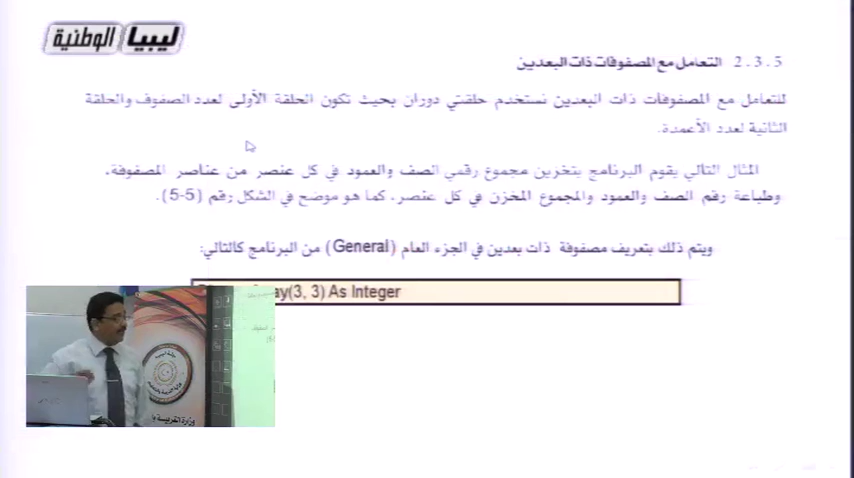 ليبيا الوطنية
2.3.5 التعامل مع المصفوفات ذات البعدين
للتعامل مع المصفوفات ذات البعدين نستخدم حلقتي دوران بحيث تكون الحلقة الأولى لعدد الصفوف والحلقة
الثانية لعدد الأعمدة.
المثال التالي يقوم البرنامج بتخزين مجموع رقمي الصف والعمود في كل عنصر من عناصر المصفوفة،
وطباعة رقم الصف والعمود والمجموع المخزن في كل عنصر، كما هو موضح في الشكل رقم (5-5).
ويتم ذلك بتعريف مصفوفة ذات بعدين في الجزء العام (General) من البرنامج كالتالي:
ay(3, 3) As Integer
وزارة التربية